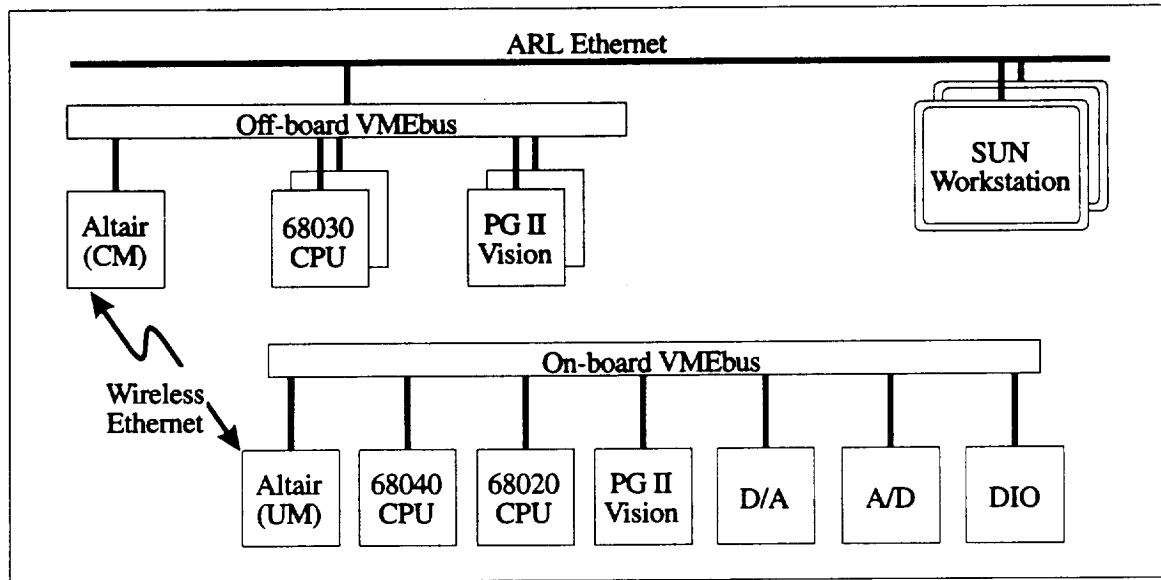 ARL Ethernet
Off-board VMEbus
SUN
Workstation
Altair
(CM)
68030
CPU
PG II
Vision
On-board VMEbus
Wireless
Ethernet
Altair
(UM)
68040
CPU
68020
CPU
PG II
Vision
D/A
A/D
DIO